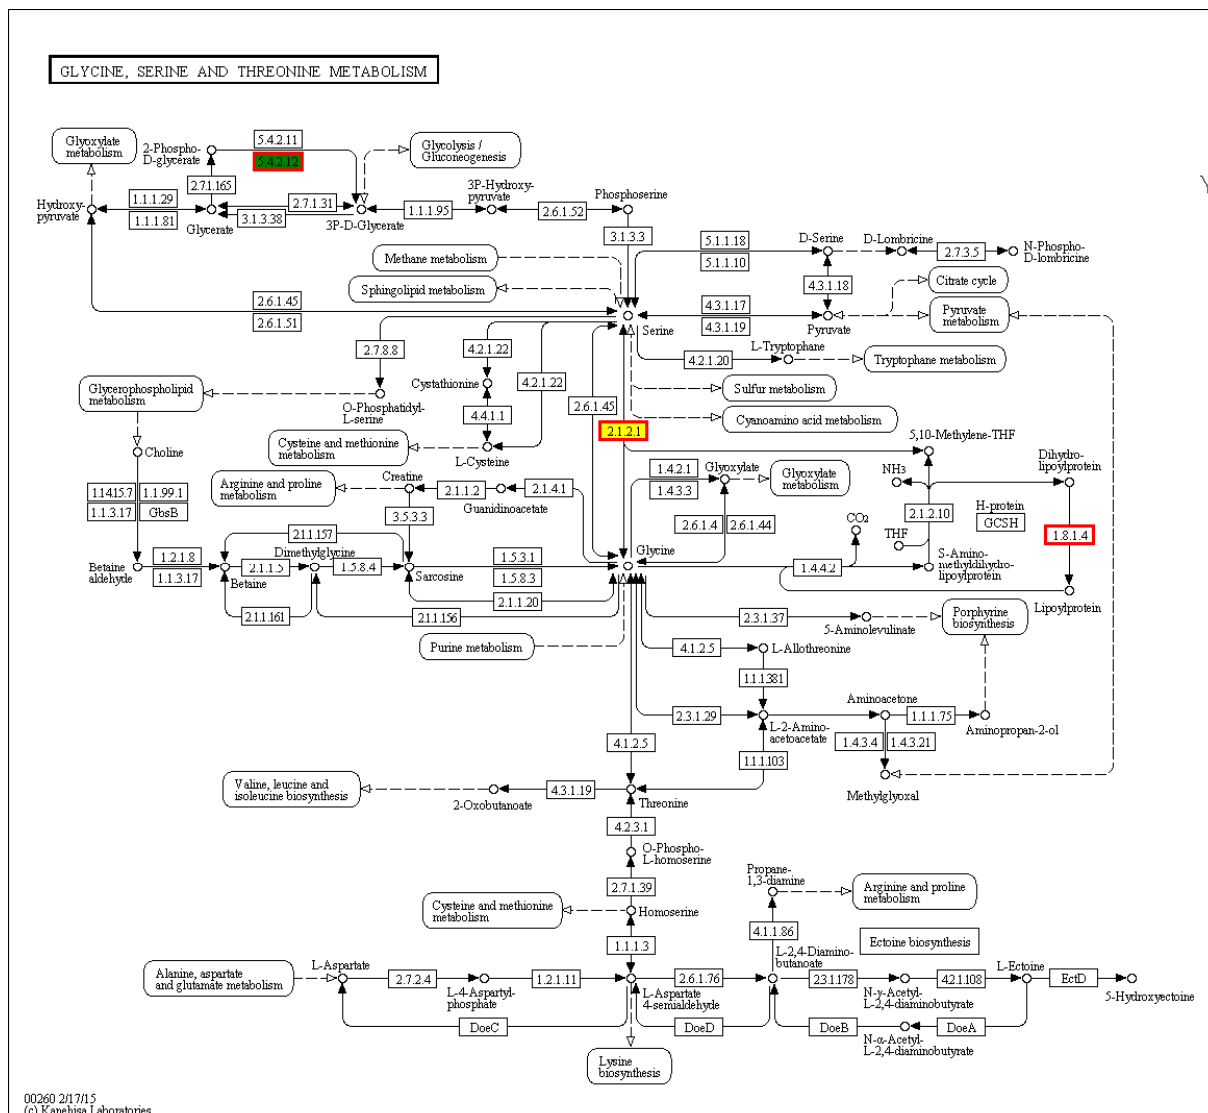 GLYCINE, SERINE AND THREONINE METABOLISM
Glyoxylate
metabolism
2-Phospho-
D-glycerate
5.4.2.11
5.4.2.12
Glycolysis /
Gluconeogenesis
2.7.1.165
Hydroxy-
pyruvate
1.1.1.29
1.1.1.81
Glycerate
2.7.1.31
3.1.3.38
3P-D-Glycerate
1.1.1.95
3P-Hydroxy-
pyruvate
2.6.1.52
Phosphoserine
3.1.3.3
5.1.1.18
5.1.1.10
D-Serine
D-Lombricine
2.7.3.5
N-Phospho-
D-lombricine
Methane metabolism
Sphingolipid metabolism
4.3.1.18
Citrate cycle
2.6.1.45
2.6.1.51
Serine
4.3.1.17
4.3.1.19
Pyruvate
Pyruvate
metabolism
2.7.8.8
4.2.1.22
4.2.1.22
4.2.1.20
L-Tryptophane
Tryptophane metabolism
Glycerophospholipid
metabolism
O-Phosphatidyl-
L-serine
Cystathionine
4.4.1.1
2.6.1.45
Sulfur metabolism
Cyanoamino acid metabolism
2.1.2.1
Choline
Cysteine and methionine
metabolism
L-Cysteine
5,10-Methylene-THF
1.14.15.7
1.1.99.1
1.1.3.17
GbsB
Arginine and proline
metabolism
Creatine
2.1.1.2
Guanidinoacetate
2.1.4.1
1.4.2.1
1.4.3.3
Glyoxylate
Glyoxylate
metabolism
NH3
Dihydro-
lipoylprotein
3.5.3.3
2.6.1.4
2.6.1.44
CO2
2.1.2.10
THF
H-protein
GCSH
1.8.1.4
2.1.1.157
Betaine
aldehyde
1.2.1.8
1.1.3.17
2.1.1.5
Betaine
Dimethylglycine
1.5.8.4
Sarcosine
1.5.3.1
1.5.8.3
Glycine
1.4.4.2
S-Amino-
methyldihydro-
lipoylprotein
Lipoylprotein
2.1.1.20
2.1.1.161
2.1.1.156
2.3.1.37
5-Aminolevulinate
Porphyrine
biosynthesis
Purine metabolism
4.1.2.5
L-Allothreonine
1.1.1.381
2.3.1.29
L-2-Amino-
acetoacetate
Aminoacetone
1.1.1.75
Aminopropan-2-ol
4.1.2.5
1.1.1.103
1.4.3.4
1.4.3.21
Methylglyoxal
Valine, leucine and
isoleucine biosynthesis
2-Oxobutanoate
4.3.1.19
Threonine
4.2.3.1
O-Phospho-
L-homoserine
2.7.1.39
Propane-
1,3-diamine
Arginine and proline
metabolism
Cysteine and methionine
metabolism
Homoserine
4.1.1.86
1.1.1.3
Ectoine biosynthesis
Alanine, aspartate
and glutamate metabolism
L-Aspartate
2.7.2.4
L-4-Aspartyl-
phosphate
1.2.1.11
L-Aspartate
4-semialdehyde
2.6.1.76
L-2,4-Diamino-
butanoate
2.3.1.178
N-γ-Acetyl-
L-2,4-diaminobutyrate
4.2.1.108
L-Ectoine
EctD
5-Hydroxyectoine
DoeC
DoeD
DoeB
N-α-Acetyl-
L-2,4-diaminobutyrate
DoeA
Lysine
biosynthesis
00260 2/17/15
(c) Kanehisa Laboratories